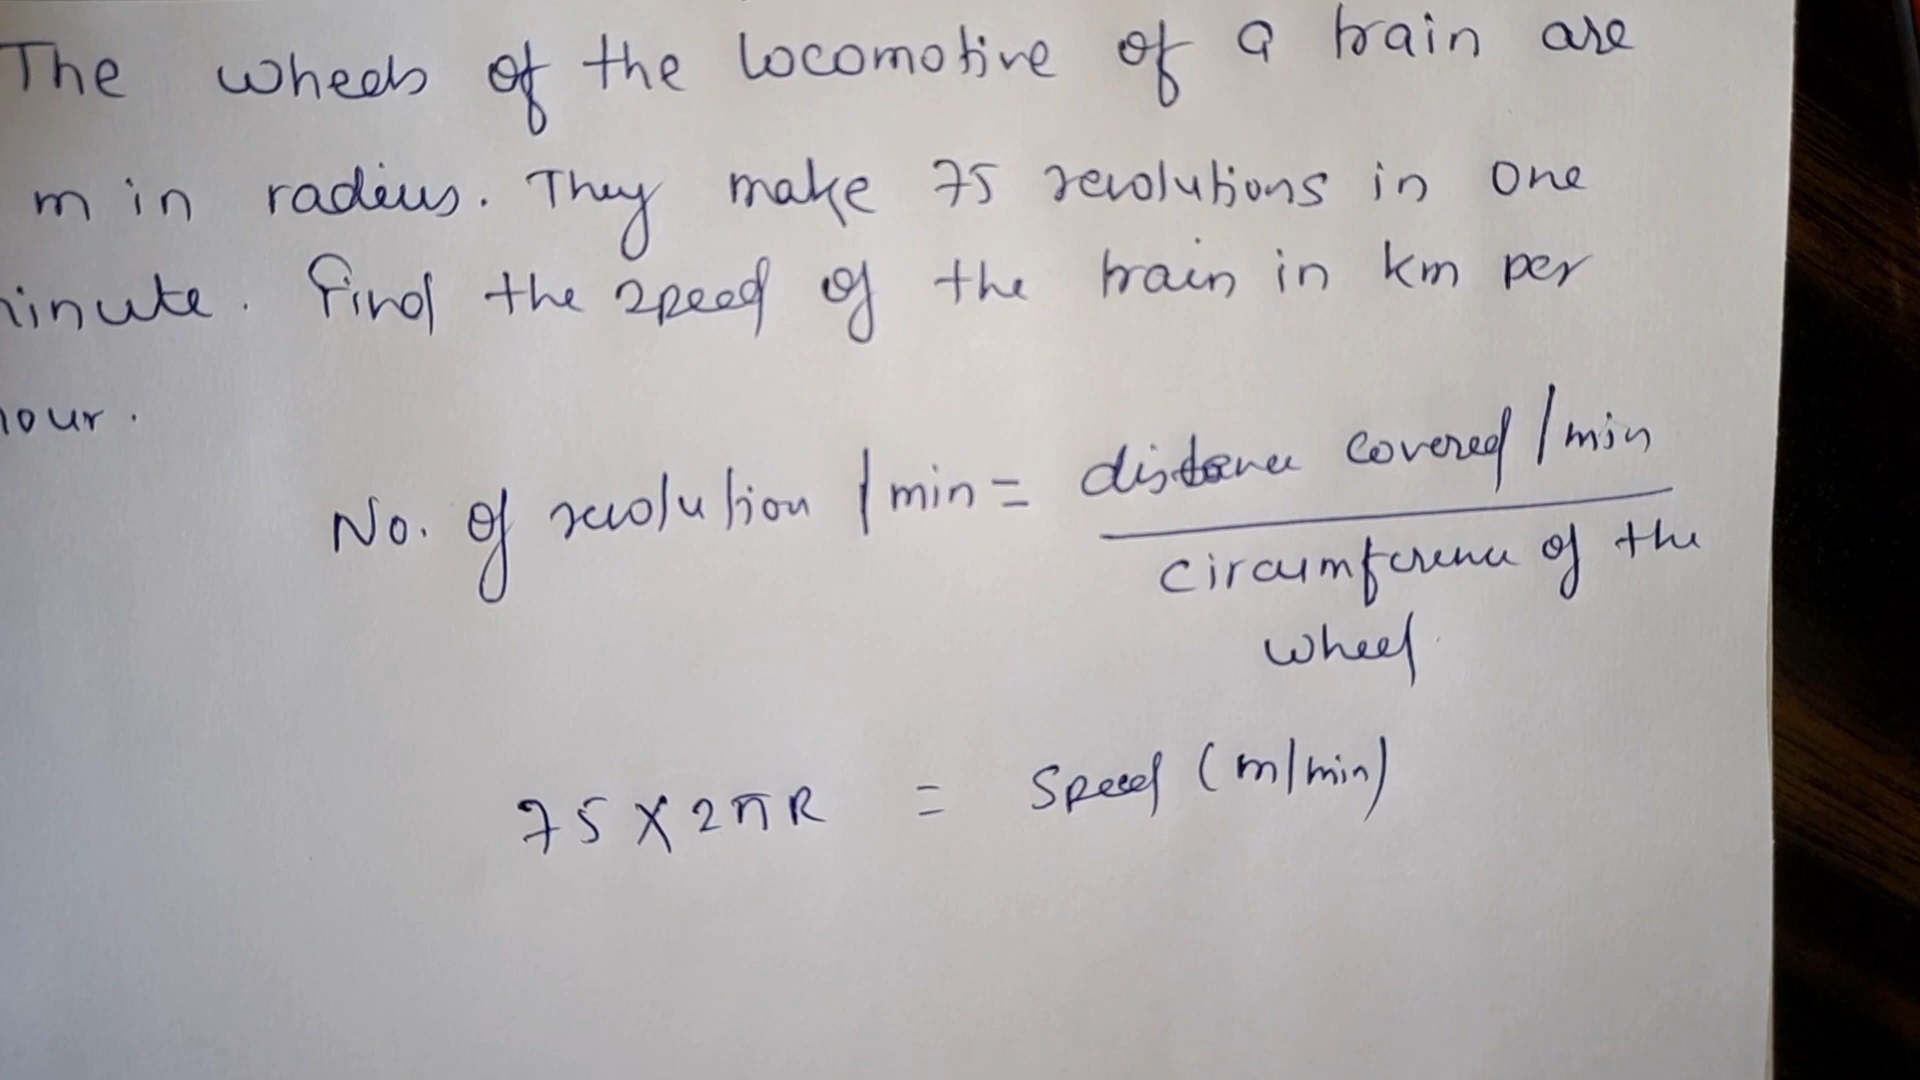 The wheels of the locomotive of a train are
m in radius. They make 75 revolutions in one
inute. Find the speed of the train in km per
our.
No. of revolution / min = distance covered / min
circumference of the
wheel.
75 X 2πR = Speed (m/min)